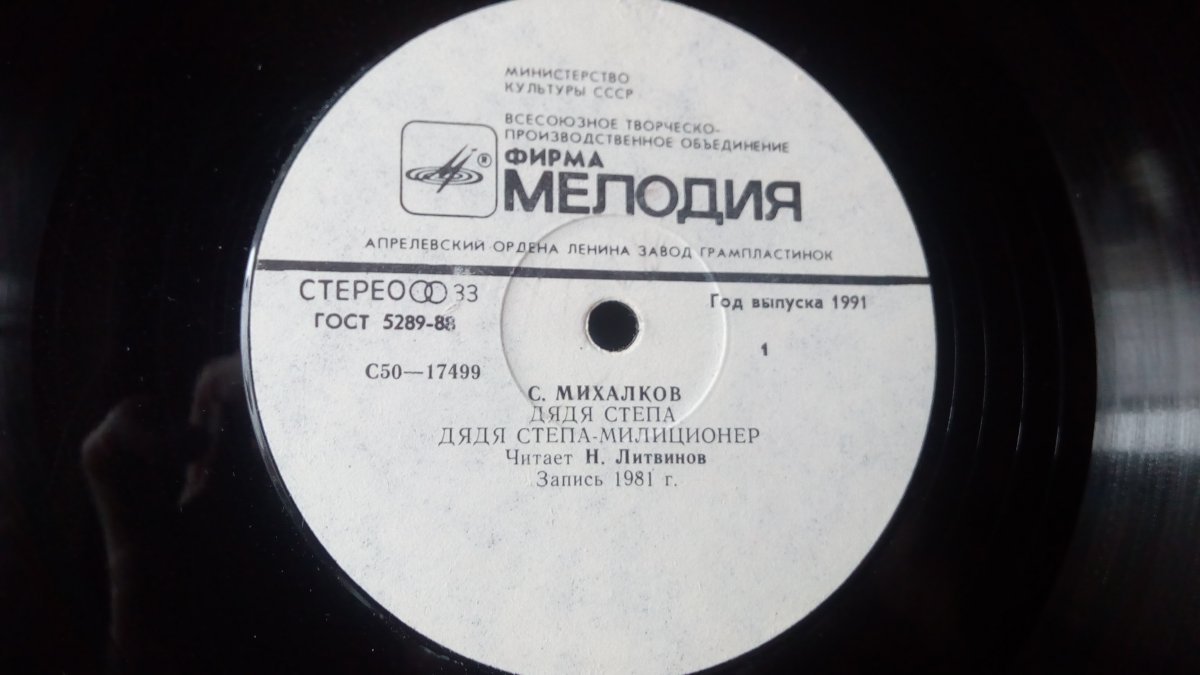 МИНИСТЕРСТВО
КУЛЬТУРЫ СССР
ВСЕСОЮЗНОЕ ТВОРЧЕСКО-
ПРОИЗВОДСТВЕННОЕ ОБЪЕДИНЕНИЕ
®
ФИРМА
МЕЛОДИЯ
АПРЕЛЕВСКИЙ ОРДЕНА ЛЕНИНА ЗАВОД ГРАМПЛАСТИНОК
СТЕРЕО 33
Год выпуска 1991
ГОСТ 5289-88
1
С50—17499
С. МИХАЛКОВ
ДЯДЯ СТЕПА
ДЯДЯ СТЕПА-МИЛИЦИОНЕР
Читает Н. Литвинов
Запись 1981 г.